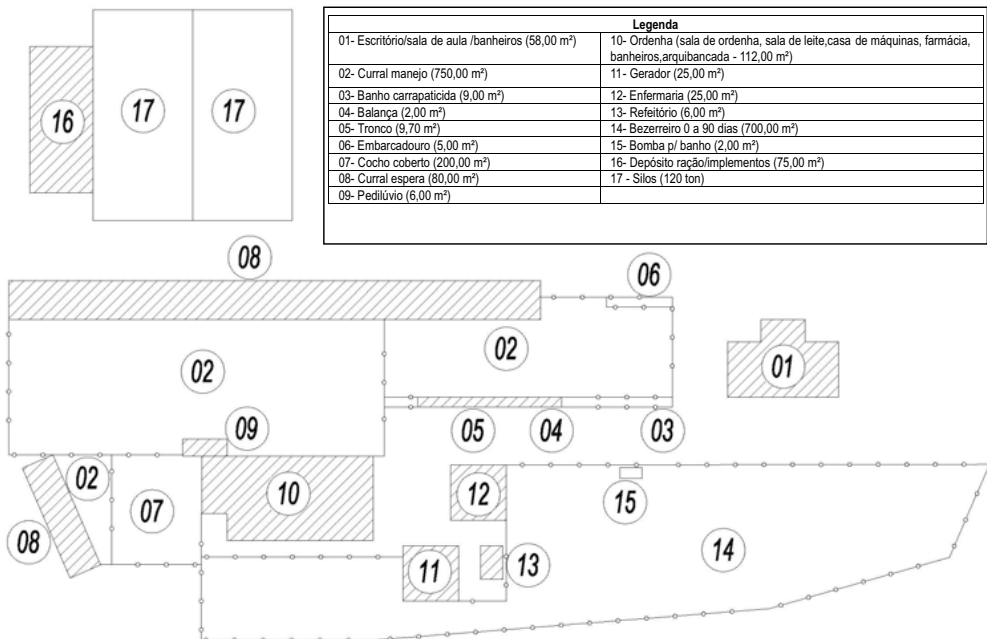 Legenda
01- Escritório/sala de aula /banheiros (58,00 m²)
10- Ordenha (sala de ordenha, sala de leite,casa de máquinas, farmácia,
banheiros,arquibancada - 112,00 m²)
02- Curral manejo (750,00 m²)
11- Gerador (25,00 m²)
03- Banho carrapaticida (9,00 m²)
12- Enfermaria (25,00 m²)
04- Balança (2,00 m²)
13- Refeitório (6,00 m²)
05- Tronco (9,70 m²)
14- Bezerreiro 0 a 90 dias (700,00 m²)
06- Embarcadouro (5,00 m²)
15- Bomba p/ banho (2,00 m²)
07- Cocho coberto (200,00 m²)
16- Depósito ração/implementos (75,00 m²)
08- Curral espera (80,00 m²)
17 - Silos (120 ton)
09- Pedilúvio (6,00 m²)
16
17
17
08
06
02
02
01
09
05
04
03
02
07
10
12
15
08
11
13
14